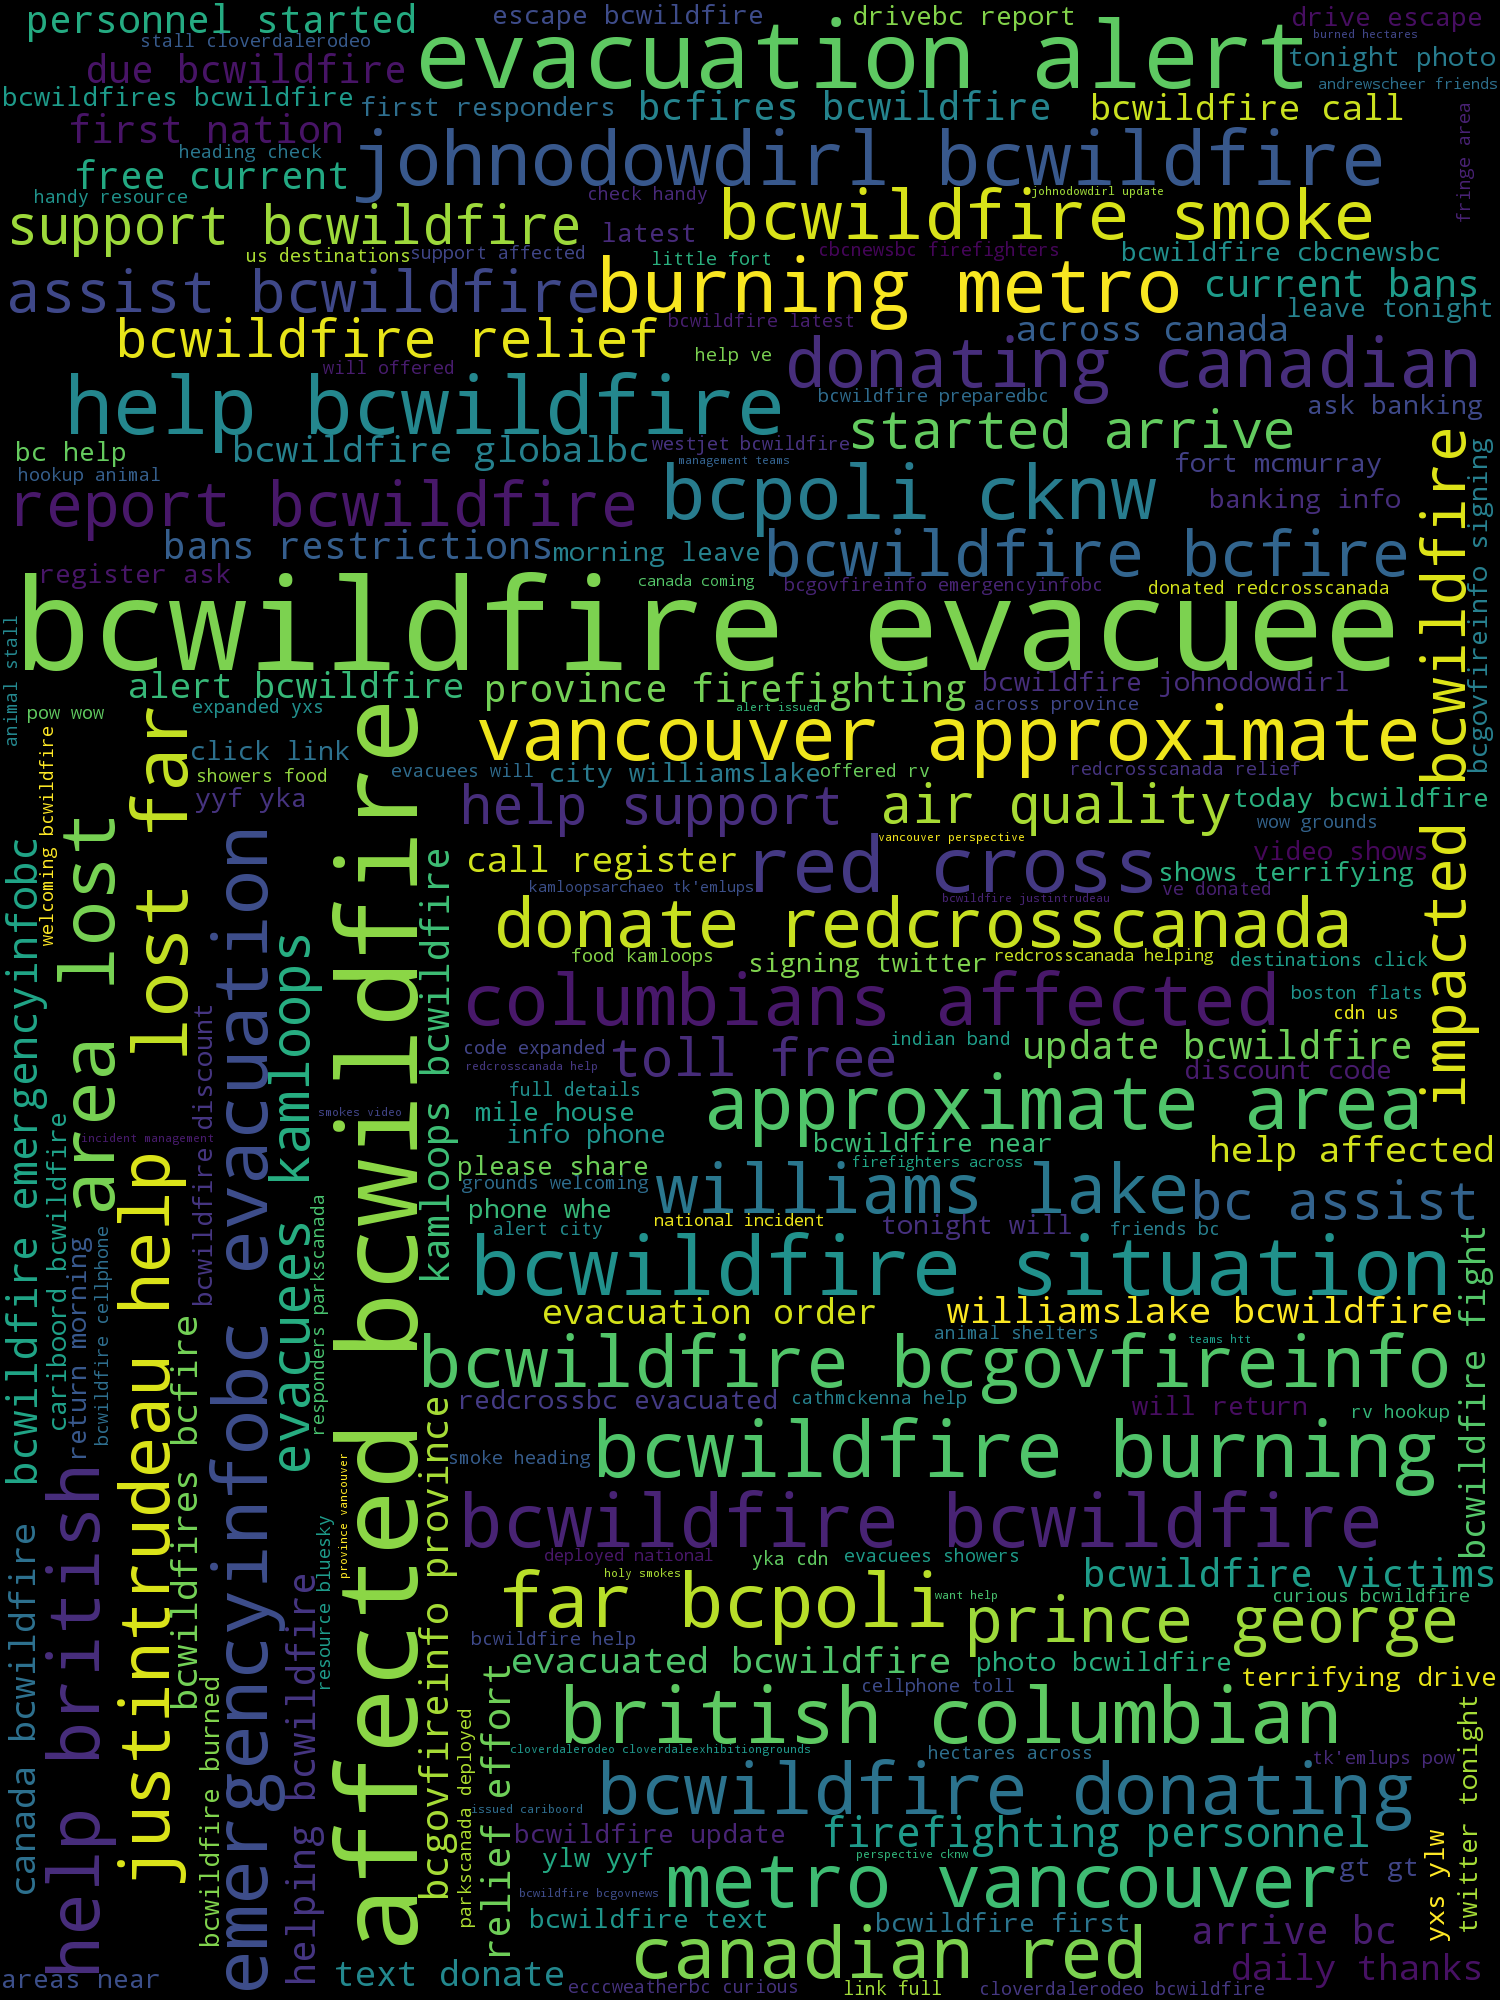 personnel started
escape bcwildfire
drivebc report
drive escape
stall cloverdalerodeo
evacuation alert
burned hectares
due bcwildfire
tonight photo
andrewscheer friends
bcwildfires bcwildfire
first responders
bcfires bcwildfire
bcwildfire call
first nation
fringe area
heading check
johnodowdirl bcwildfire
free current
handy resource
check handy
johnodowdirl update
support bcwildfire
latest
bcwildfire smoke
us destinations
support affected
little fort
cbcnewsbc firefighters
bcwildfire cbcnewsbc
assist bcwildfire
burning metro
current bans
leave tonight
bcwildfire relief
bcwildfire latest
across canada
will offered
help ve
donating canadian
help bcwildfire
bcwildfire preparedbc
ask banking
started arrive
bc help
bcwildfire globalbc
westjet bcwildfire
hookup animal
management teams
fort mcmurray
report bcwildfire
bcpoli cknw
banking info
bans restrictions
morning leave
bcwildfire bcfire
impacted bcwildfire
bcgovfireinfo signing
register ask
canada coming
bcgovfireinfo emergencyinfobc
donated redcrosscanada
bcwildfire evacuee
animal stall
alert bcwildfire
province firefighting
bcwildfire johnodowdirl
pow wow
expanded yxs
alert issued
across province
click link
vancouver approximate
showers food
evacuees will
city williamslake
offered rv
redcrosscanada relief
yyf yka
help support
air quality
today bcwildfire
wow grounds
welcoming bcwildfire
area lost
lost far
call register
red cross
vancouver perspective
video shows
shows terrifying
kamloopsarchaeo tk'emlups
bcwildfire justintrudeau
ve donated
donate redcrosscanada
food kamloops
signing twitter
redcrosscanada helping
destinations click
columbians affected
boston flats
cdn us
code expanded
redcrosscanada help
toll free
indian band
update bcwildfire
discount code
full details
smokes video
mile house
approximate area
info phone
incident management
bcwildfire near
help affected
please share
firefighters across
grounds welcoming
williams lake
bc assist
phone whe
alert city
national incident
tonight will
friends bc
bcwildfire situation
bcwildfire emergencyinfobc
cariboord bcwildfire
return morning
bcwildfire cellphone
justintrudeau help
bcwildfire discount
emergencyinfobc evacuation
evacuees kamloops
responders parkscanada
affected bcwildfire
kamloops bcwildfire
evacuation order
williamslake bcwildfire
bcwildfire fight
animal shelters
teams htt
bcwildfire bcgovfireinfo
redcrossbc evacuated
cathmckenna help
will return
rv hookup
bcwildfire burning
smoke heading
bcwildfires bcfire
help british
province vancouver
bcgovfireinfo province
bcwildfire bcwildfire
deployed national
yka cdn
evacuees showers
holy smokes
bcwildfire victims
far bcpoli
want help
curious bcwildfire
prince george
resource bluesky
canada bcwildfire
bcwildfire help
evacuated bcwildfire
photo bcwildfire
terrifying drive
cellphone toll
british columbian
bcwildfire burned
helping bcwildfire
parkscanada deployed
relief effort
twitter tonight
cloverdalerodeo cloverdaleexhibitiongrounds
hectares across
tk'emlups pow
bcwildfire donating
issued cariboord
bcwildfire update
firefighting personnel
yxs ylw
ylw yyf
perspective cknw
metro vancouver
gt gt
bcwildfire bcgovnews
bcwildfire text
bcwildfire first
arrive bc
canadian red
areas near
text donate
daily thanks
ecccweatherbc curious
link full
cloverdalerodeo bcwildfire